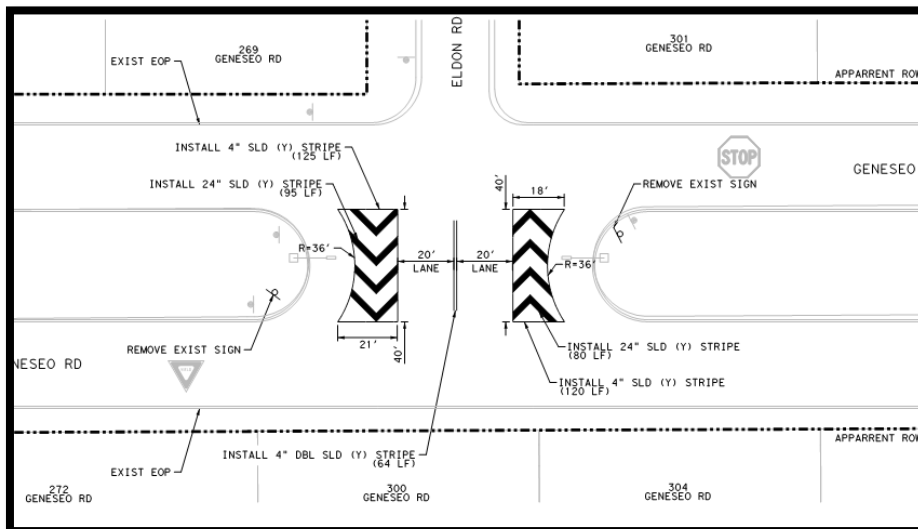 269
GENESEO RD
EXIST EOP
ELDON RD
301
GENESEO RD
APPARRENT ROW
INSTALL 4" SLD (Y) STRIPE
(125 LF)
STOP
GENESEO
INSTALL 24" SLD (Y) STRIPE
(95 LF)
40'
18'
REMOVE EXIST SIGN
R=36'
20'
LANE
20'
LANE
R=36'
REMOVE EXIST SIGN
21'
40'
INSTALL 24" SLD (Y) STRIPE
(80 LF)
NESEO RD
INSTALL 4" SLD (Y) STRIPE
(120 LF)
APPARRENT ROW
INSTALL 4" DBL SLD (Y) STRIPE
(64 LF)
EXIST EOP
272
GENESEO RD
300
GENESEO RD
304
GENESEO RD